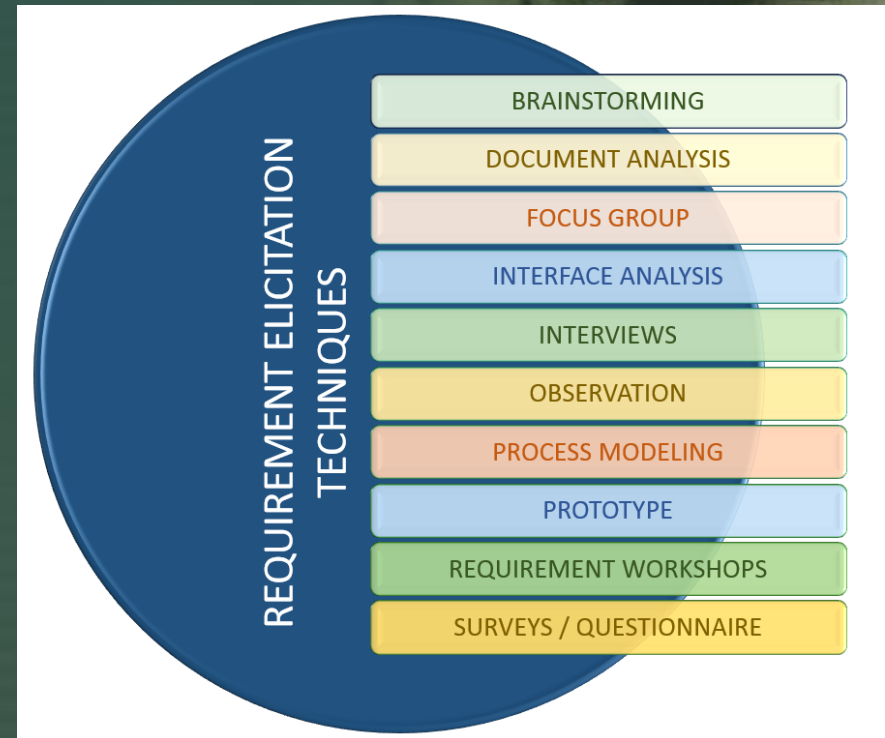 REQUIREMENT ELICITATION
TECHNIQUES
BRAINSTORMING
DOCUMENT ANALYSIS
FOCUS GROUP
INTERFACE ANALYSIS
INTERVIEWS
OBSERVATION
PROCESS MODELING
PROTOTYPE
REQUIREMENT WORKSHOPS
SURVEYS / QUESTIONNAIRE